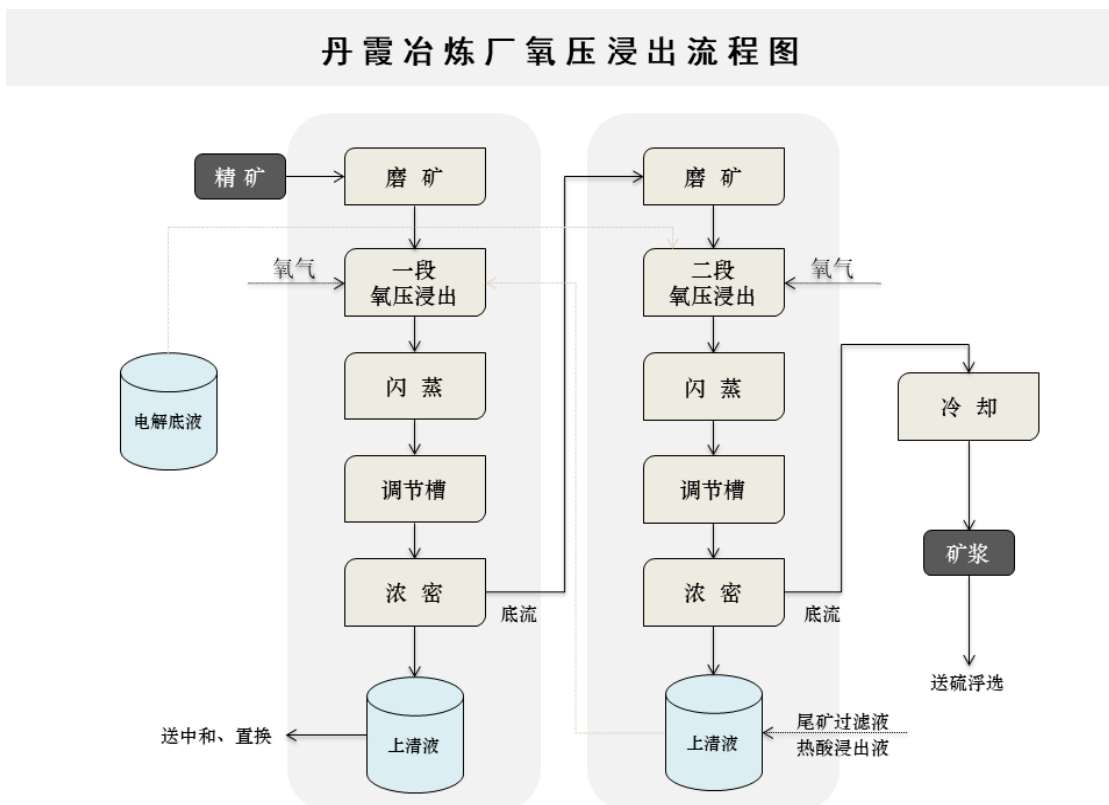 丹霞冶炼厂氧压浸出流程图
精矿
磨矿
磨矿
氧气
一段
氧压浸出
二段
氧压浸出
氧气
闪蒸
闪蒸
冷却
电解底液
调节槽
调节槽
矿浆
浓密
底流
浓密
底流
送硫浮选
送中和、置换
上清液
上清液
尾矿过滤液
热酸浸出液